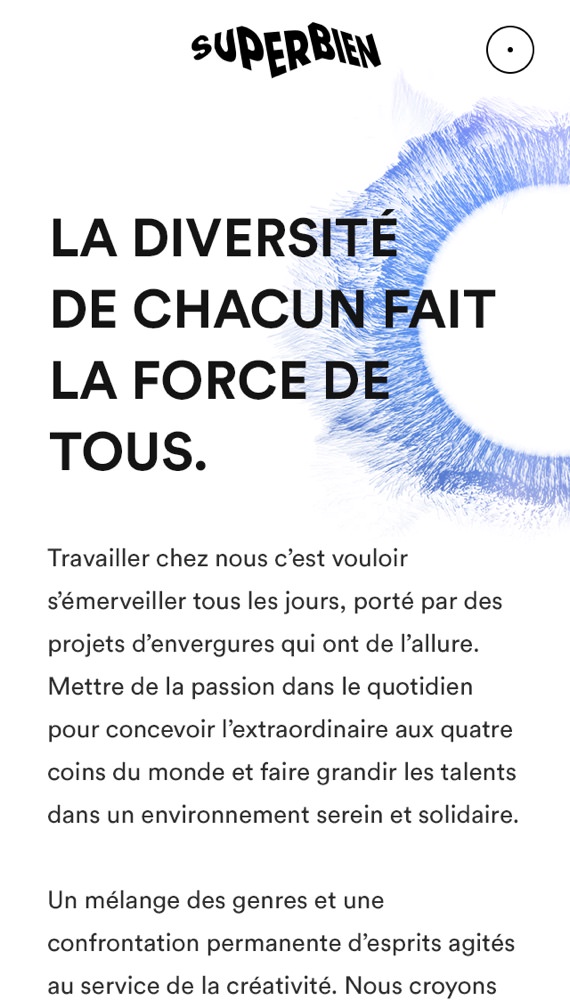 SUPERBIEN
LA DIVERSITÉ
DE CHACUN FAIT
LA FORCE DE
TOUS.
Travailler chez nous c’est vouloir
s’émerveiller tous les jours, porté par des
projets d’envergures qui ont de l’allure.
Mettre de la passion dans le quotidien
pour concevoir l’extraordinaire aux quatre
coins du monde et faire grandir les talents
dans un environnement serein et solidaire.
Un mélange des genres et une
confrontation permanente d’esprits agités
au service de la créativité. Nous croyons